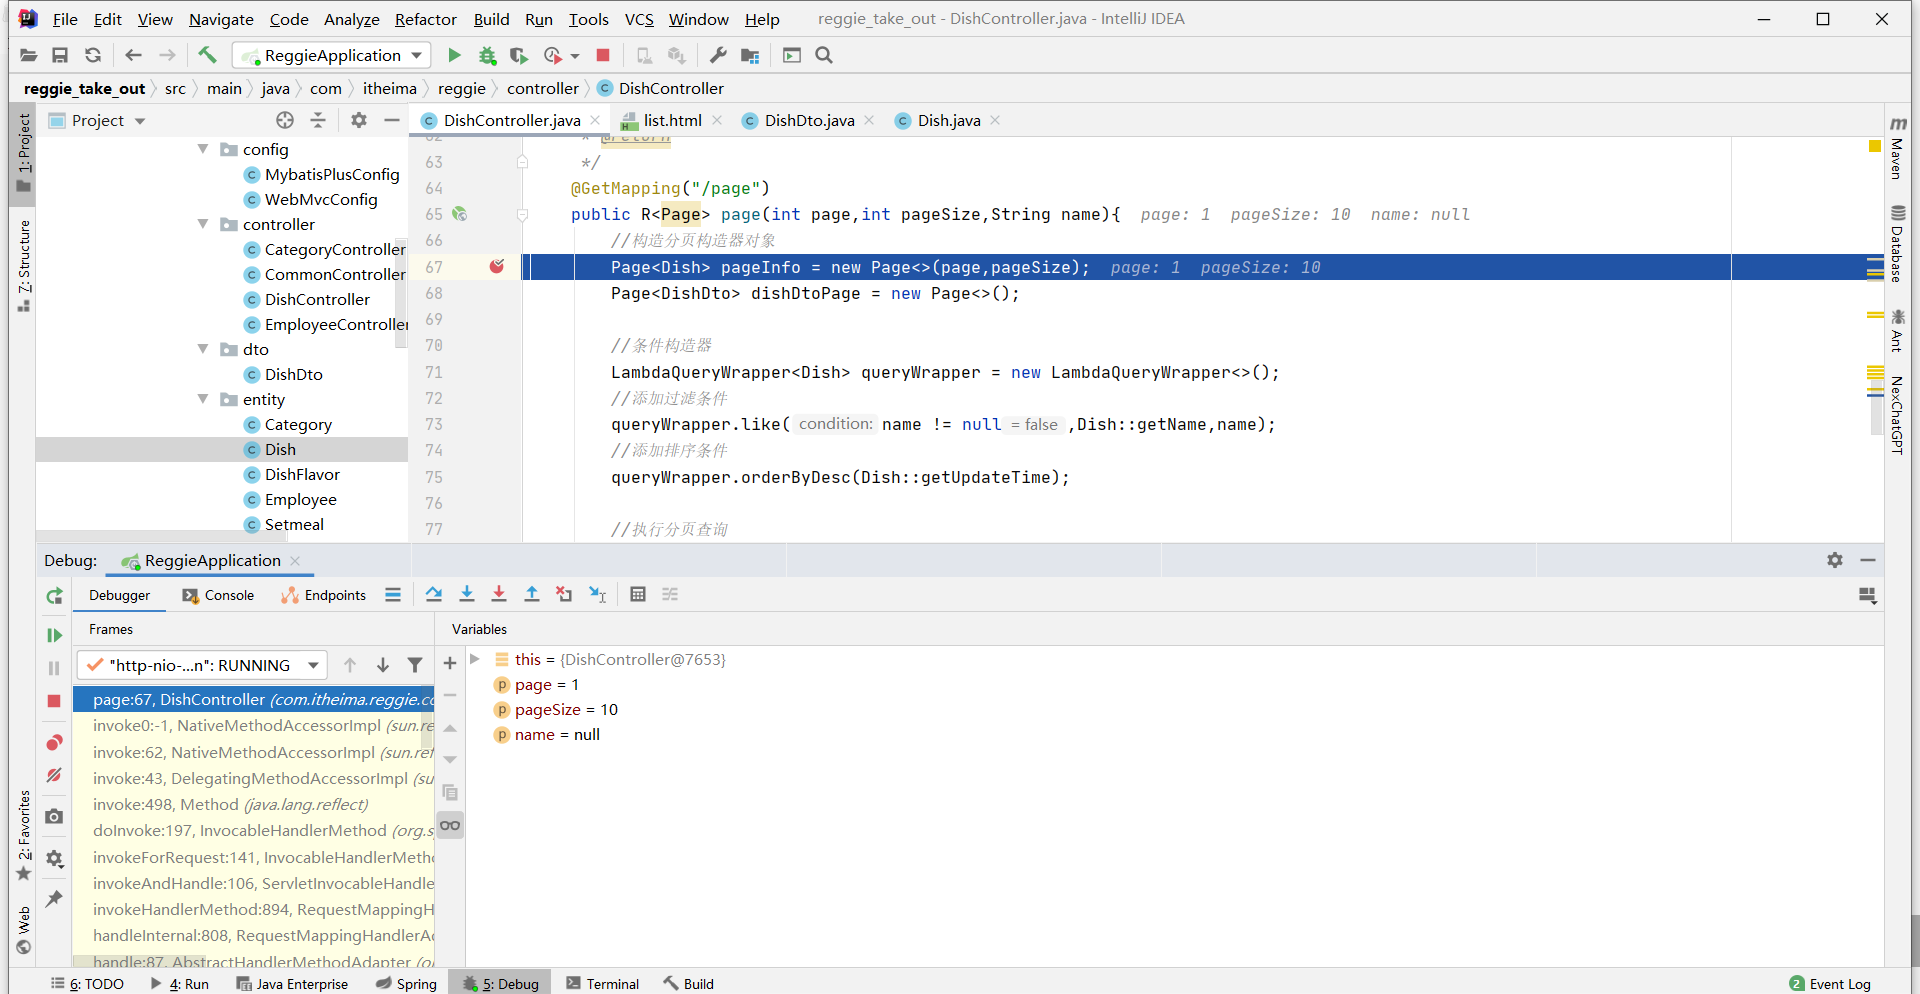 File Edit View Navigate Code Analyze Refactor Build Run Tools VCS Window Help reggie_take_out - DishController.java - IntelliJ IDEA
ReggieApplication
reggie_take_out src main java com itheima reggie controller DishController
Project
DishController.java list.html DishDto.java Dish.java
1: Project
Z: Structure
2: Favorites
Web
config
MybatisPlusConfig
WebMvcConfig
controller
CategoryController
CommonController
DishController
EmployeeController
dto
DishDto
entity
Category
Dish
DishFlavor
Employee
Setmeal
62 * @return
63 */
64 @GetMapping("/page")
65 public R<Page> page(int page,int pageSize,String name){ page: 1 pageSize: 10 name: null
66 //构造分页构造器对象
67 Page<Dish> pageInfo = new Page<>(page,pageSize); page: 1 pageSize: 10
68 Page<DishDto> dishDtoPage = new Page<>();
69
70 //条件构造器
71 LambdaQueryWrapper<Dish> queryWrapper = new LambdaQueryWrapper<>();
72 //添加过滤条件
73 queryWrapper.like( condition: name != null = false ,Dish::getName,name);
74 //添加排序条件
75 queryWrapper.orderByDesc(Dish::getUpdateTime);
76
77 //执行分页查询
Maven
Database
Ant
NexChatGPT
Debug: ReggieApplication
Debugger Console Endpoints
Frames
"http-nio-...n": RUNNING
page:67, DishController (com.itheima.reggie.co
invoke0:-1, NativeMethodAccessorImpl (sun.re
invoke:62, NativeMethodAccessorImpl (sun.ref
invoke:43, DelegatingMethodAccessorImpl (su
invoke:498, Method (java.lang.reflect)
doInvoke:197, InvocableHandlerMethod (org.s
invokeForRequest:141, InvocableHandlerMetho
invokeAndHandle:106, ServletInvocableHandle
invokeHandlerMethod:894, RequestMappingH
handleInternal:808, RequestMappingHandlerAc
handle:87, AbstractHandlerMethodAdapter (o
Variables
this = {DishController@7653}
page = 1
pageSize = 10
name = null
6: TODO 4: Run Java Enterprise Spring 5: Debug Terminal Build 2 Event Log